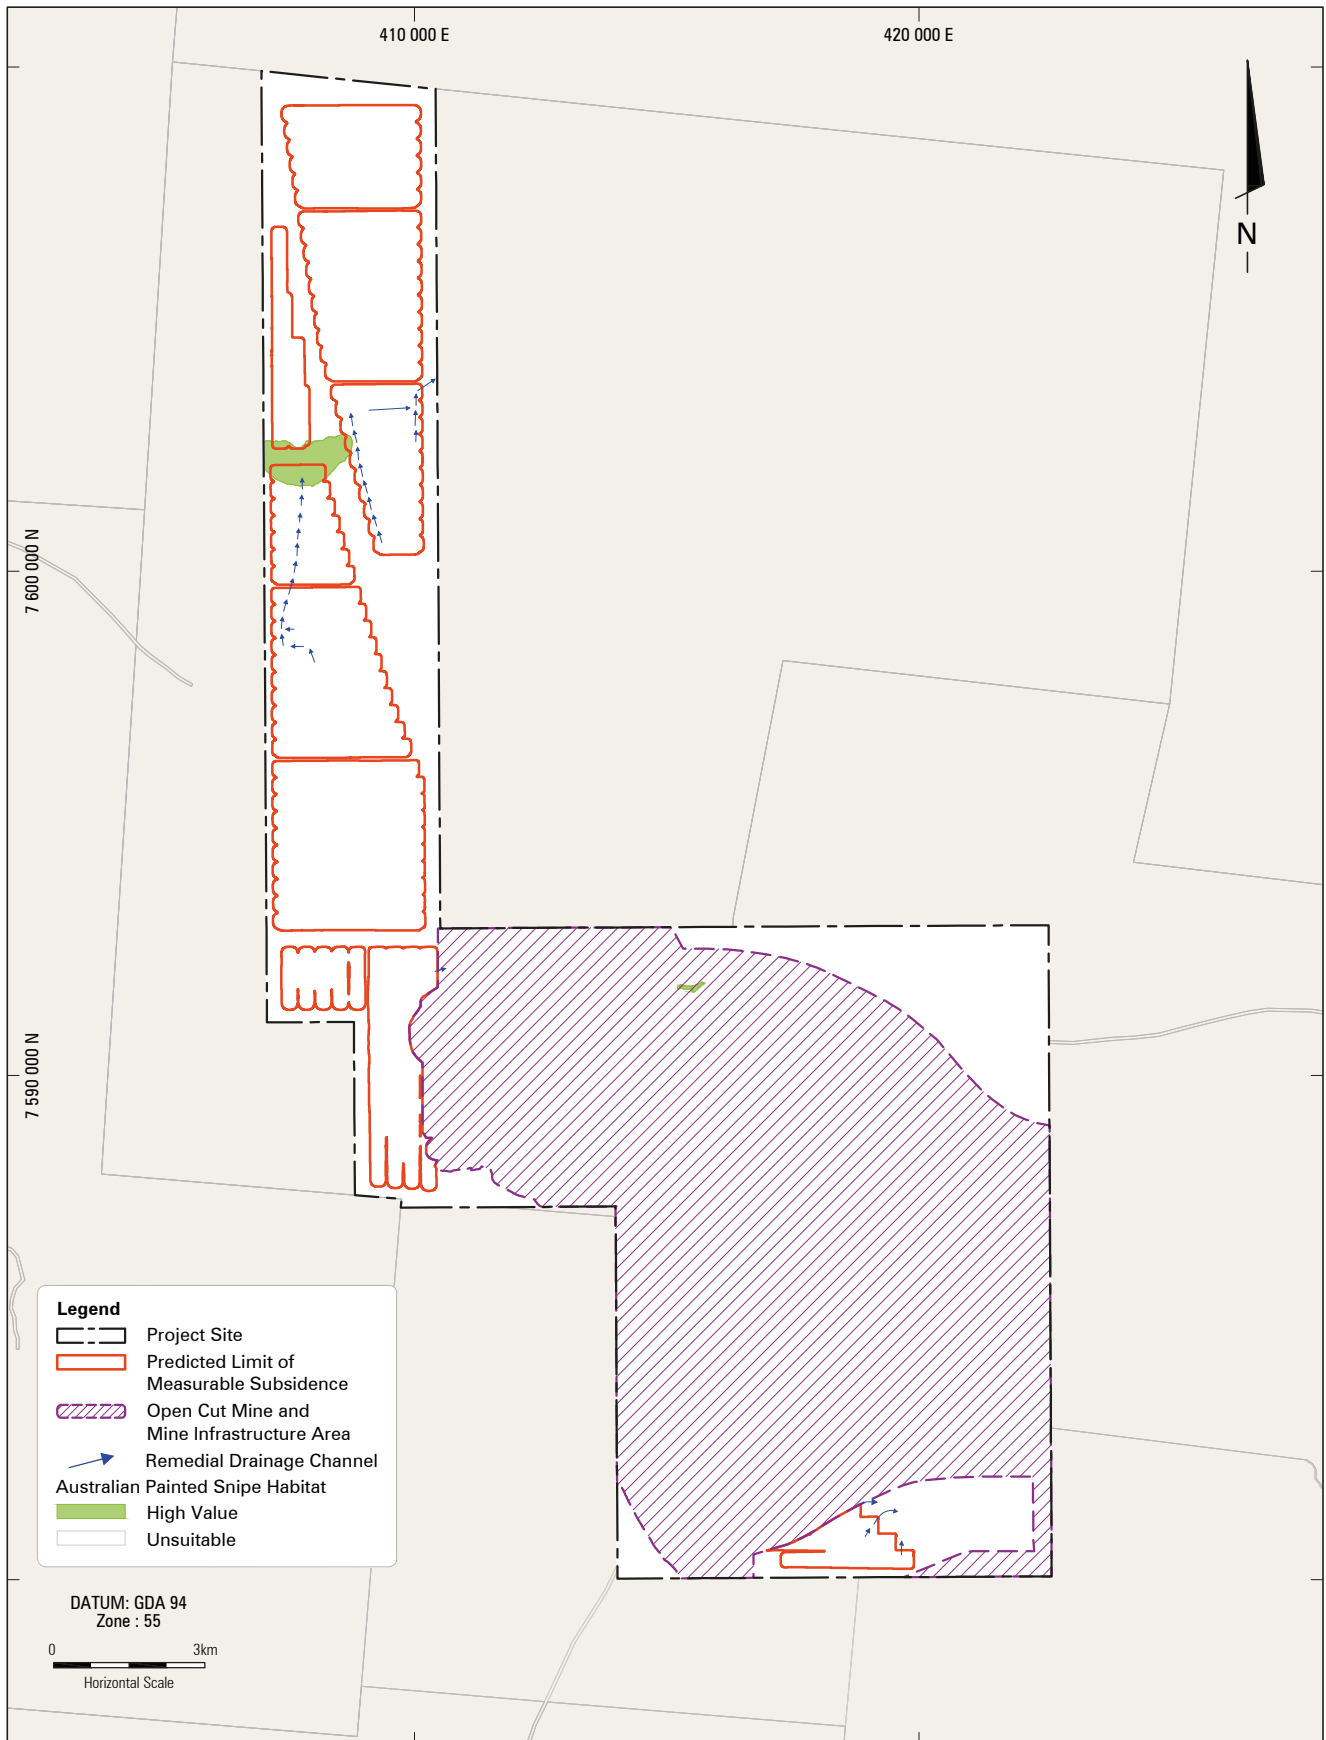 410 000 E
420 000 E
N
7 600 000 N
7 590 000 N
Legend
Project Site
Predicted Limit of
Measurable Subsidence
Open Cut Mine and
Mine Infrastructure Area
Remedial Drainage Channel
Australian Painted Snipe Habitat
High Value
Unsuitable
DATUM: GDA 94
Zone : 55
0 3km
Horizontal Scale